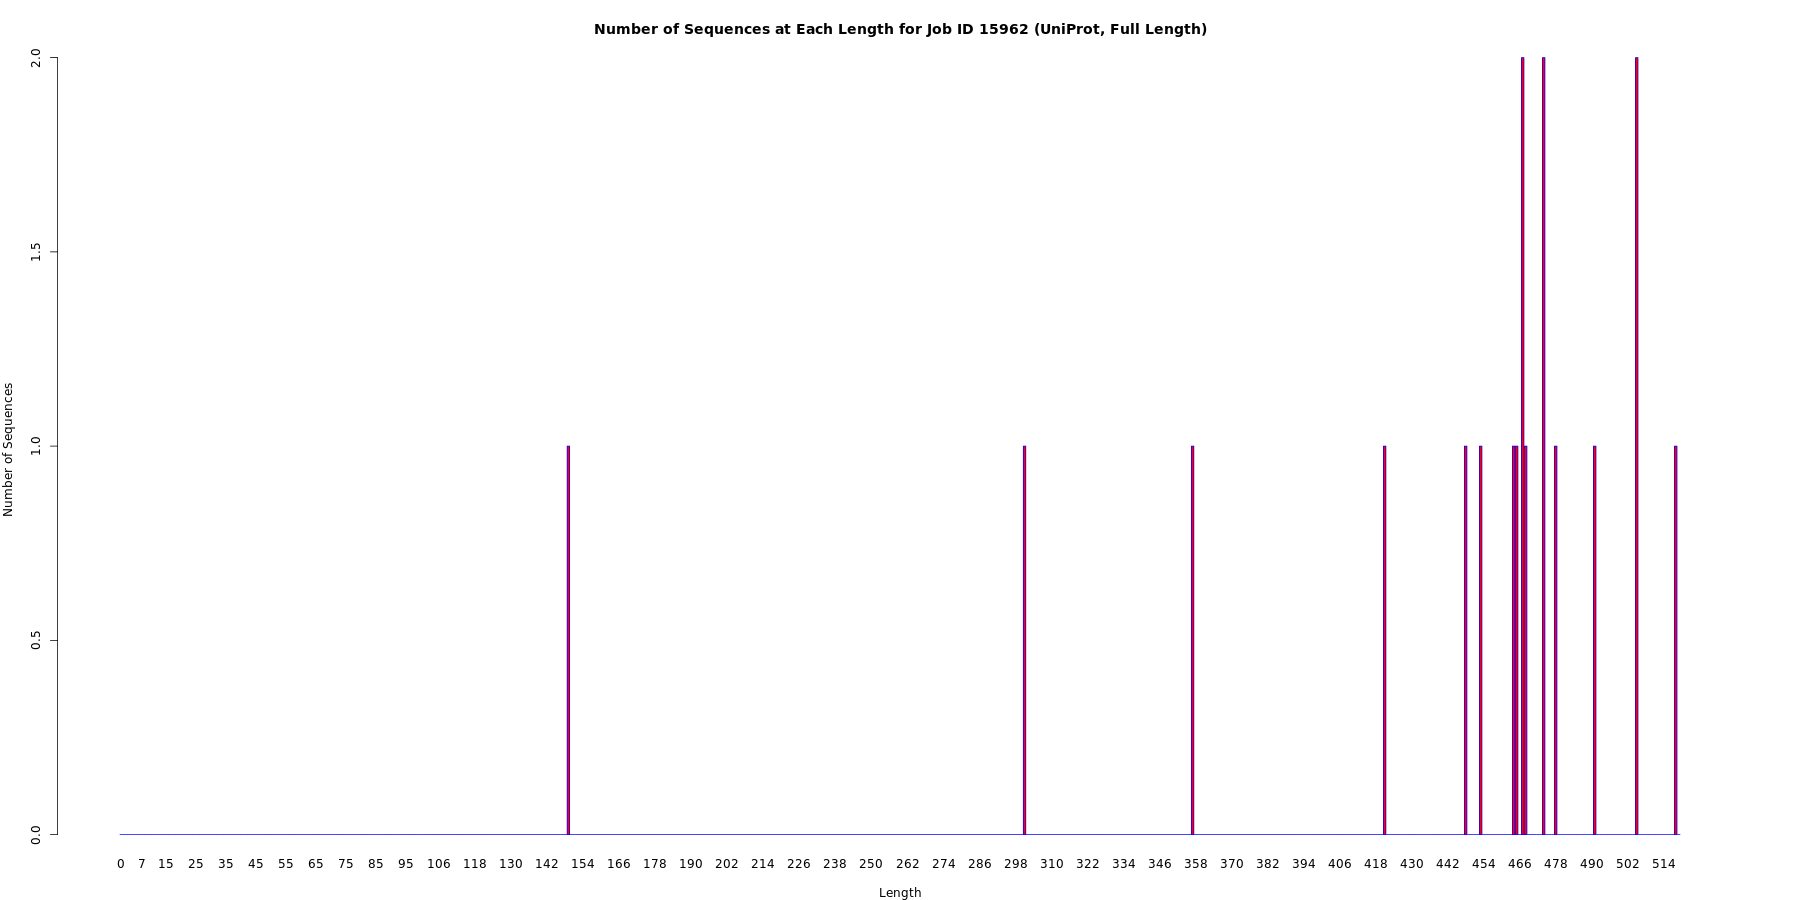 Number of Sequences at Each Length for Job ID 15962 (UniProt, Full Length)
2.0
1.5
1.0
0.5
0.0
Number of Sequences
0 7 15 25 35 45 55 65 75 85 95 106 118 130 142 154 166 178 190 202 214 226 238 250 262 274 286 298 310 322 334 346 358 370 382 394 406 418 430 442 454 466 478 490 502 514
Length